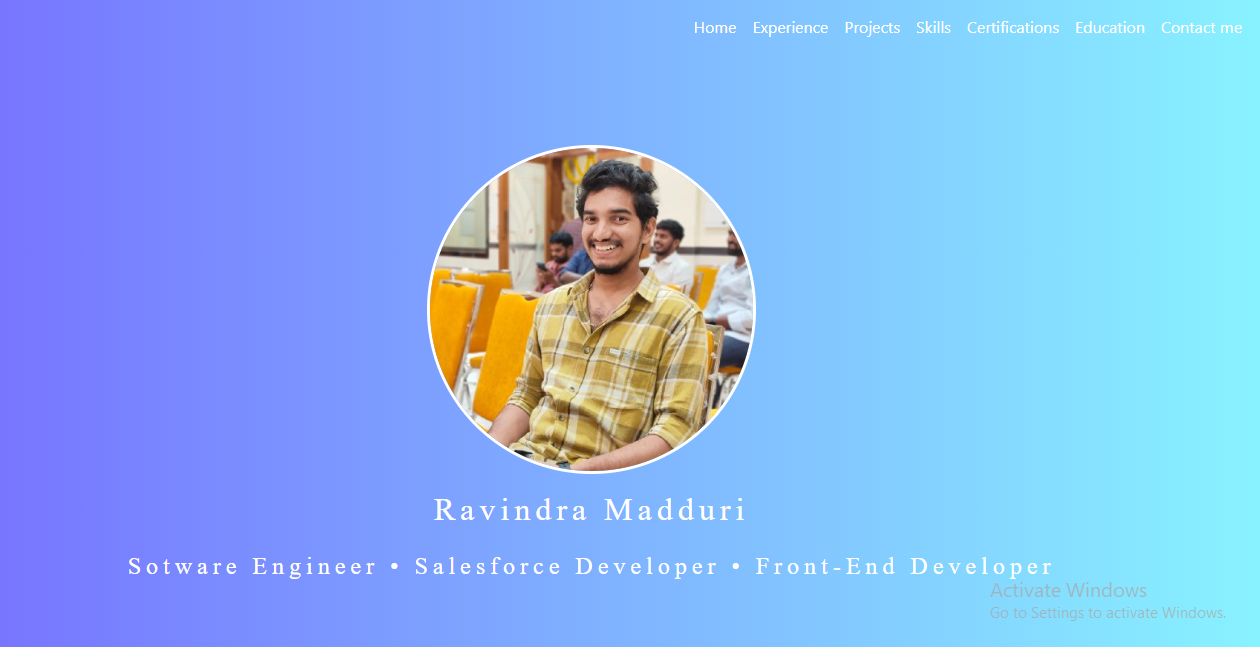 Home Experience Projects Skills Certifications Education Contact me
Ravindra Madduri
Sotware Engineer • Salesforce Developer • Front-End Developer
Activate Windows
Go to Settings to activate Windows.